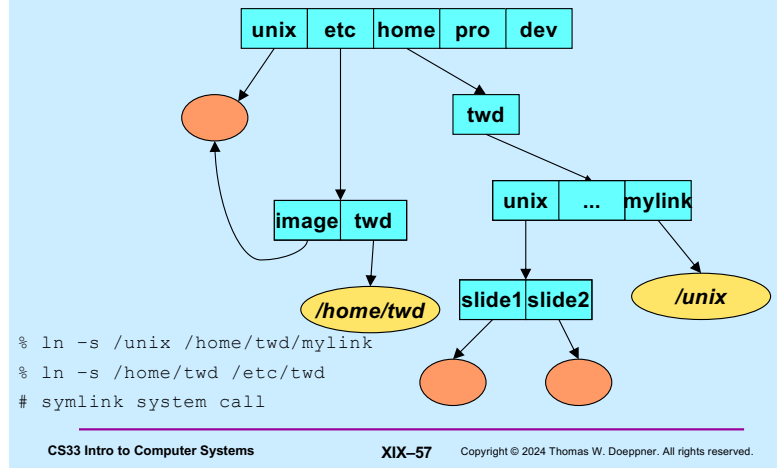 unix etc home pro dev
twd
unix ... mylink
image twd
slide1 slide2
/unix
/home/twd
% ln –s /unix /home/twd/mylink
% ln –s /home/twd /etc/twd
# symlink system call
CS33 Intro to Computer Systems XIX–57 Copyright © 2024 Thomas W. Doeppner. All rights reserved.